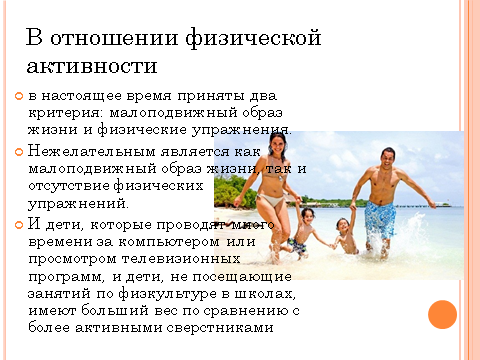 В отношении физической
активности
в настоящее время приняты два
критерия: малоподвижный образ
жизни и физические упражнения.
Нежелательным является как
малоподвижный образ жизни, так и
отсутствие физических
упражнений.
И дети, которые проводят много
времени за компьютером или
просмотром телевизионных
программ, и дети, не посещающие
занятий по физкультуре в школах,
имеют больший вес по сравнению с
более активными сверстниками